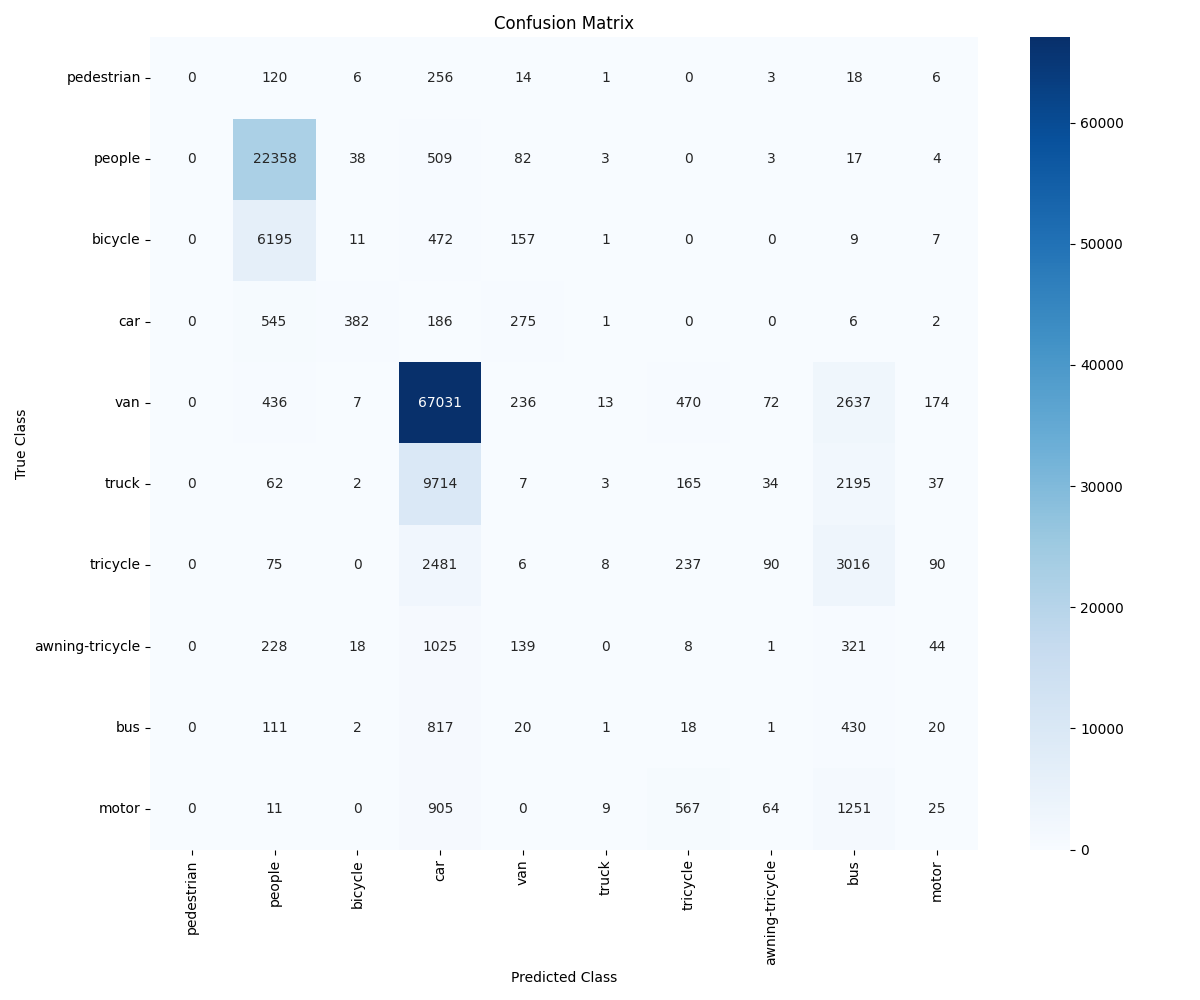 Confusion Matrix
pedestrian 0 120 6 256 14 1 0 3 18 6
people 0 22358 38 509 82 3 0 3 17 4
bicycle 0 6195 11 472 157 1 0 0 9 7
car 0 545 382 186 275 1 0 0 6 2
van 0 436 7 67031 236 13 470 72 2637 174
truck 0 62 2 9714 7 3 165 34 2195 37
tricycle 0 75 0 2481 6 8 237 90 3016 90
awning-tricycle 0 228 18 1025 139 0 8 1 321 44
bus 0 111 2 817 20 1 18 1 430 20
motor 0 11 0 905 0 9 567 64 1251 25
True Class
pedestrian people bicycle car van truck tricycle awning-tricycle bus motor
Predicted Class
60000
50000
40000
30000
20000
10000
0